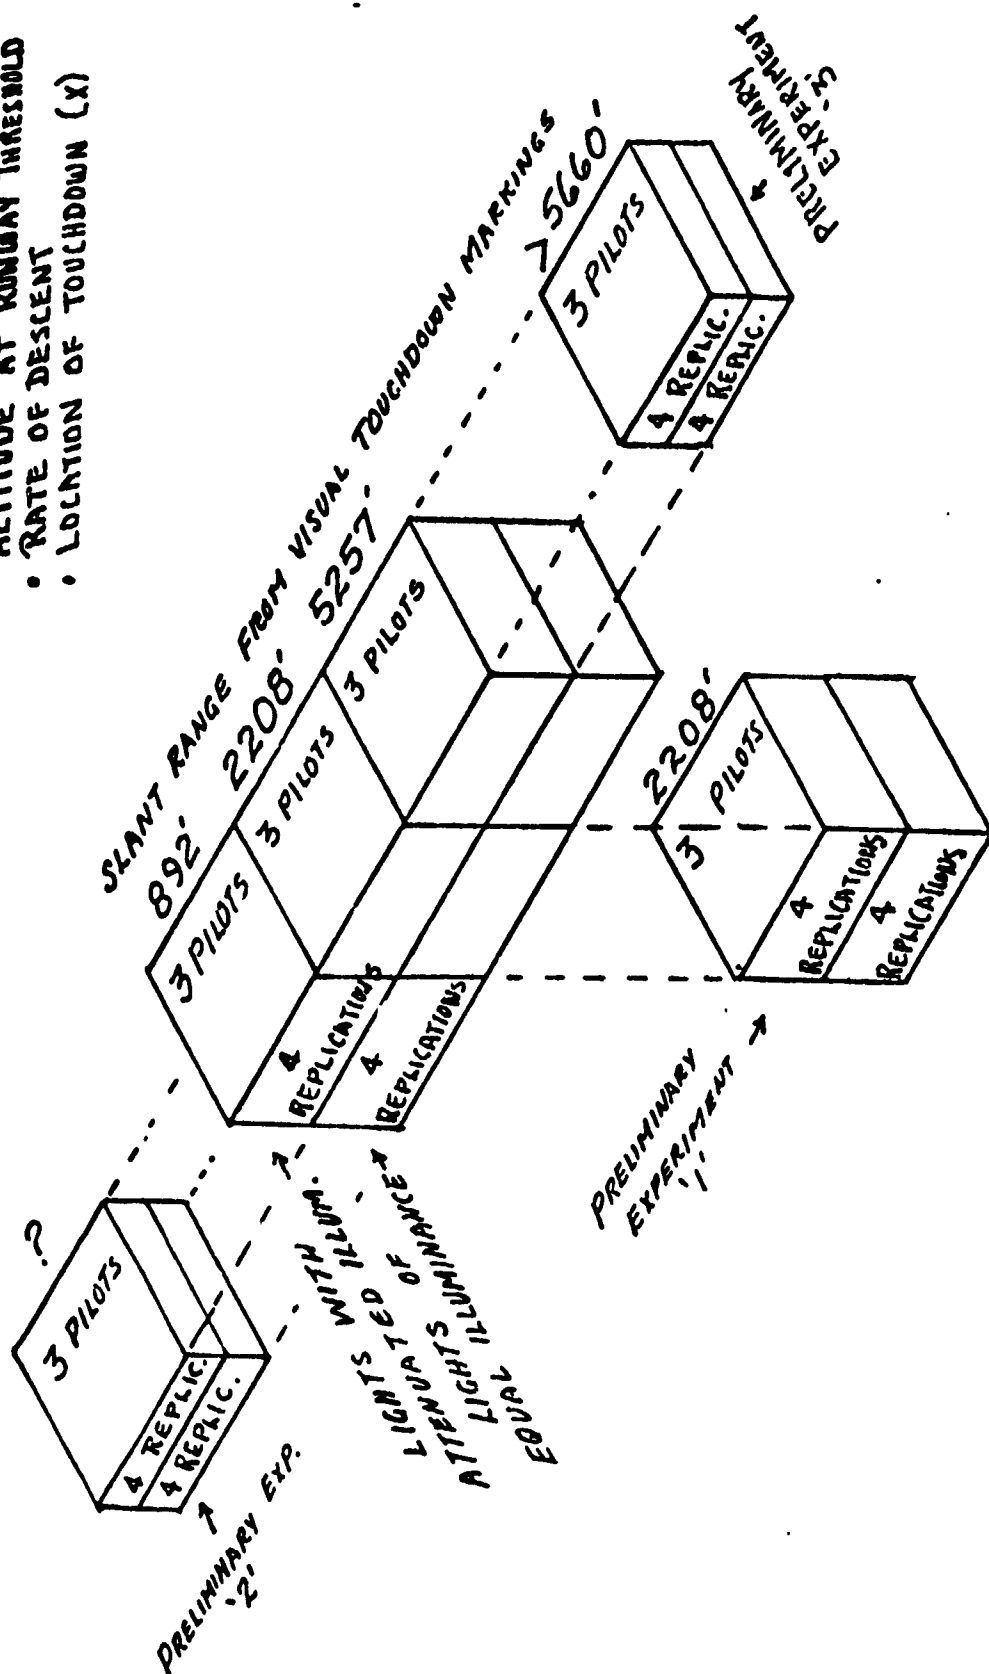 ALTITUDE AT RUNWAY THRESHOLD
• RATE OF DESCENT
• LOCATION OF TOUCHDOWN (X)
SLANT RANGE FROM VISUAL TOUCHDOWN MARKINGS
892' 2208' 5257' >5660'
?
3 PILOTS
4 REPLIC.
4 REPLIC.
PRELIMINARY EXP.
'2'
3 PILOTS
3 PILOTS
3 PILOTS
4
REPLICATIONS
4
REPLICATIONS
LIGHTS WITH
ATTENUATED ILLUM.
LIGHTS OF
EQUAL ILLUMINANCE
3 PILOTS
4 REPLIC.
4 REPLIC.
PRELIMINARY
EXPERIMENT
'3'
2208'
3 PILOTS
4
REPLICATIONS
4
REPLICATIONS
PRELIMINARY
EXPERIMENT
'1'